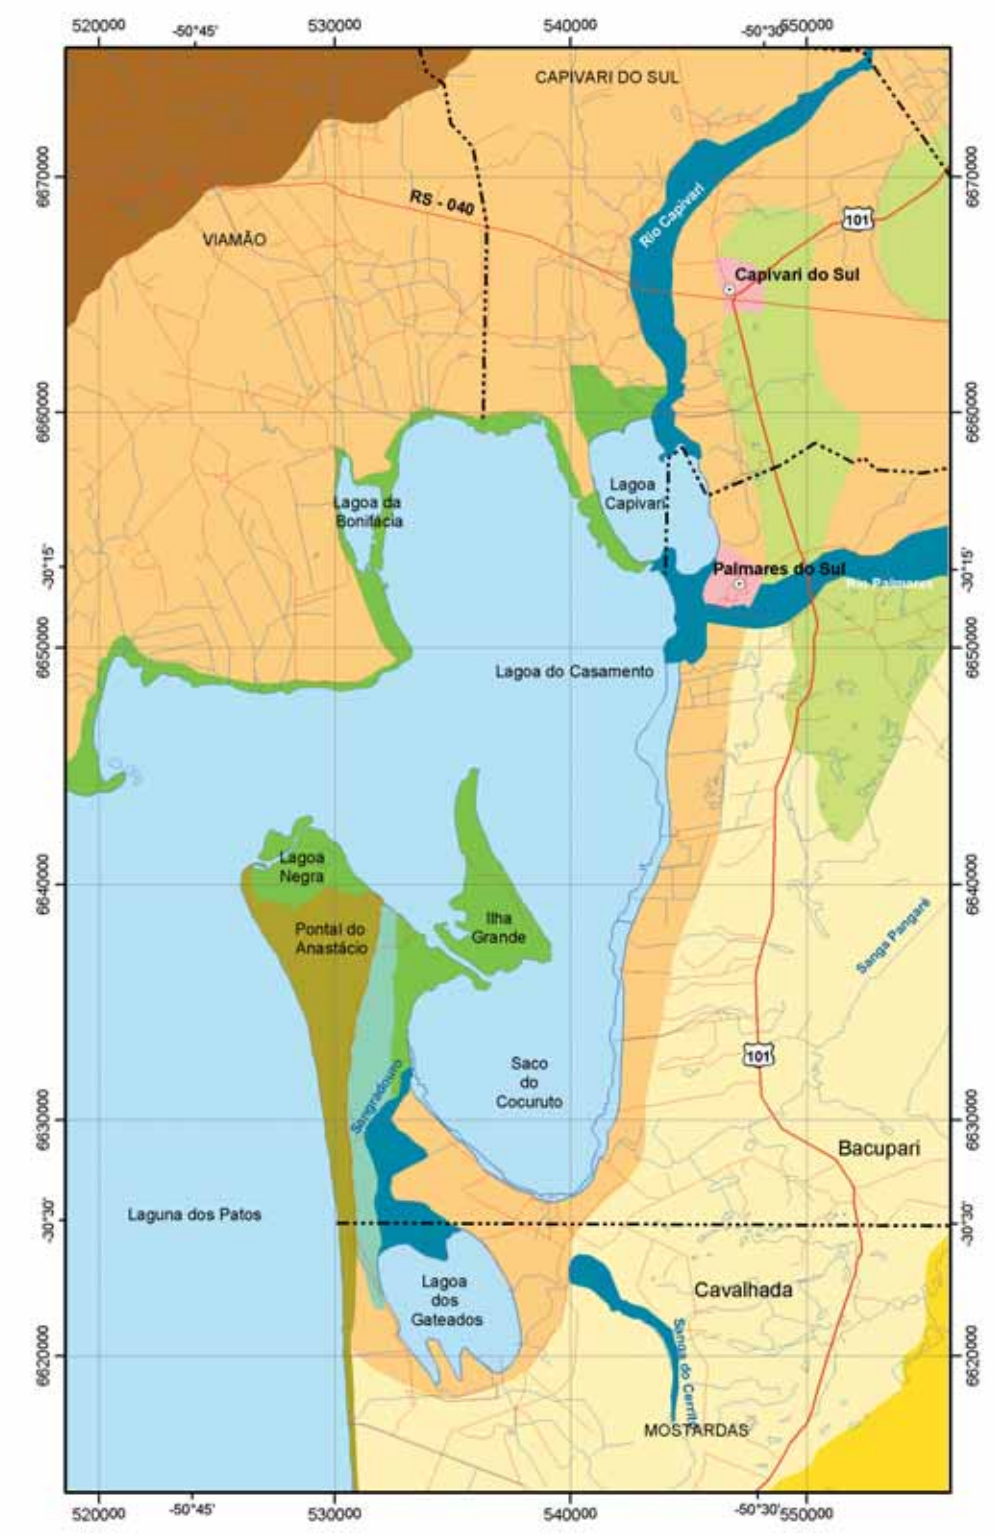 520000
-50°45'
530000
540000
-50°30'
550000
CAPIVARI DO SUL
6670000
6670000
RS - 040
Rio Capivari
101
VIAMÃO
Capivari do Sul
6660000
6660000
Lagoa
Capivari
Lagoa da
Bonifácia
-30°15'
-30°15'
Palmares do Sul
Rio Palmares
6650000
6650000
Lagoa do Casamento
6640000
6640000
Lagoa
Negra
Ilha
Grande
Pontal do
Anastácio
Sanga Pangaré
101
Saco
do
Cocuruto
Sangradouro
6630000
6630000
Bacupari
-30°30'
-30°30'
Laguna dos Patos
Lagoa
dos
Gateados
Cavalhada
6620000
6620000
Sanga do Cerrito
MOSTARDAS
520000
-50°45'
530000
540000
-50°30'
550000